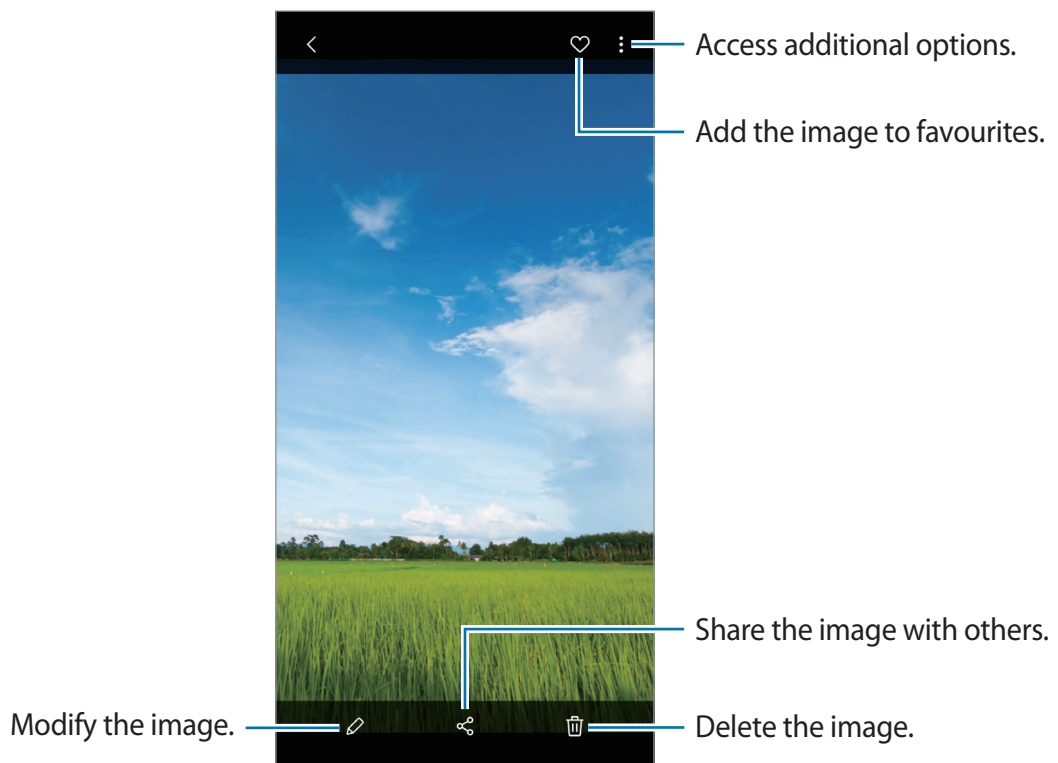 Access additional options.
Add the image to favourites.
Share the image with others.
Modify the image.
Delete the image.